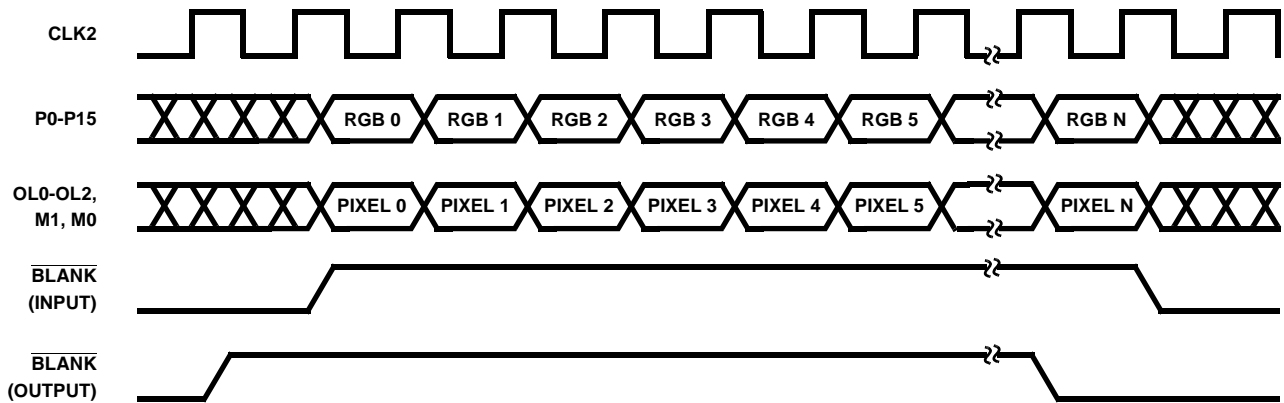 CLK2
P0-P15
RGB 0 RGB 1 RGB 2 RGB 3 RGB 4 RGB 5 RGB N
OL0-OL2,
M1, M0
PIXEL 0 PIXEL 1 PIXEL 2 PIXEL 3 PIXEL 4 PIXEL 5 PIXEL N
BLANK
(INPUT)
BLANK
(OUTPUT)